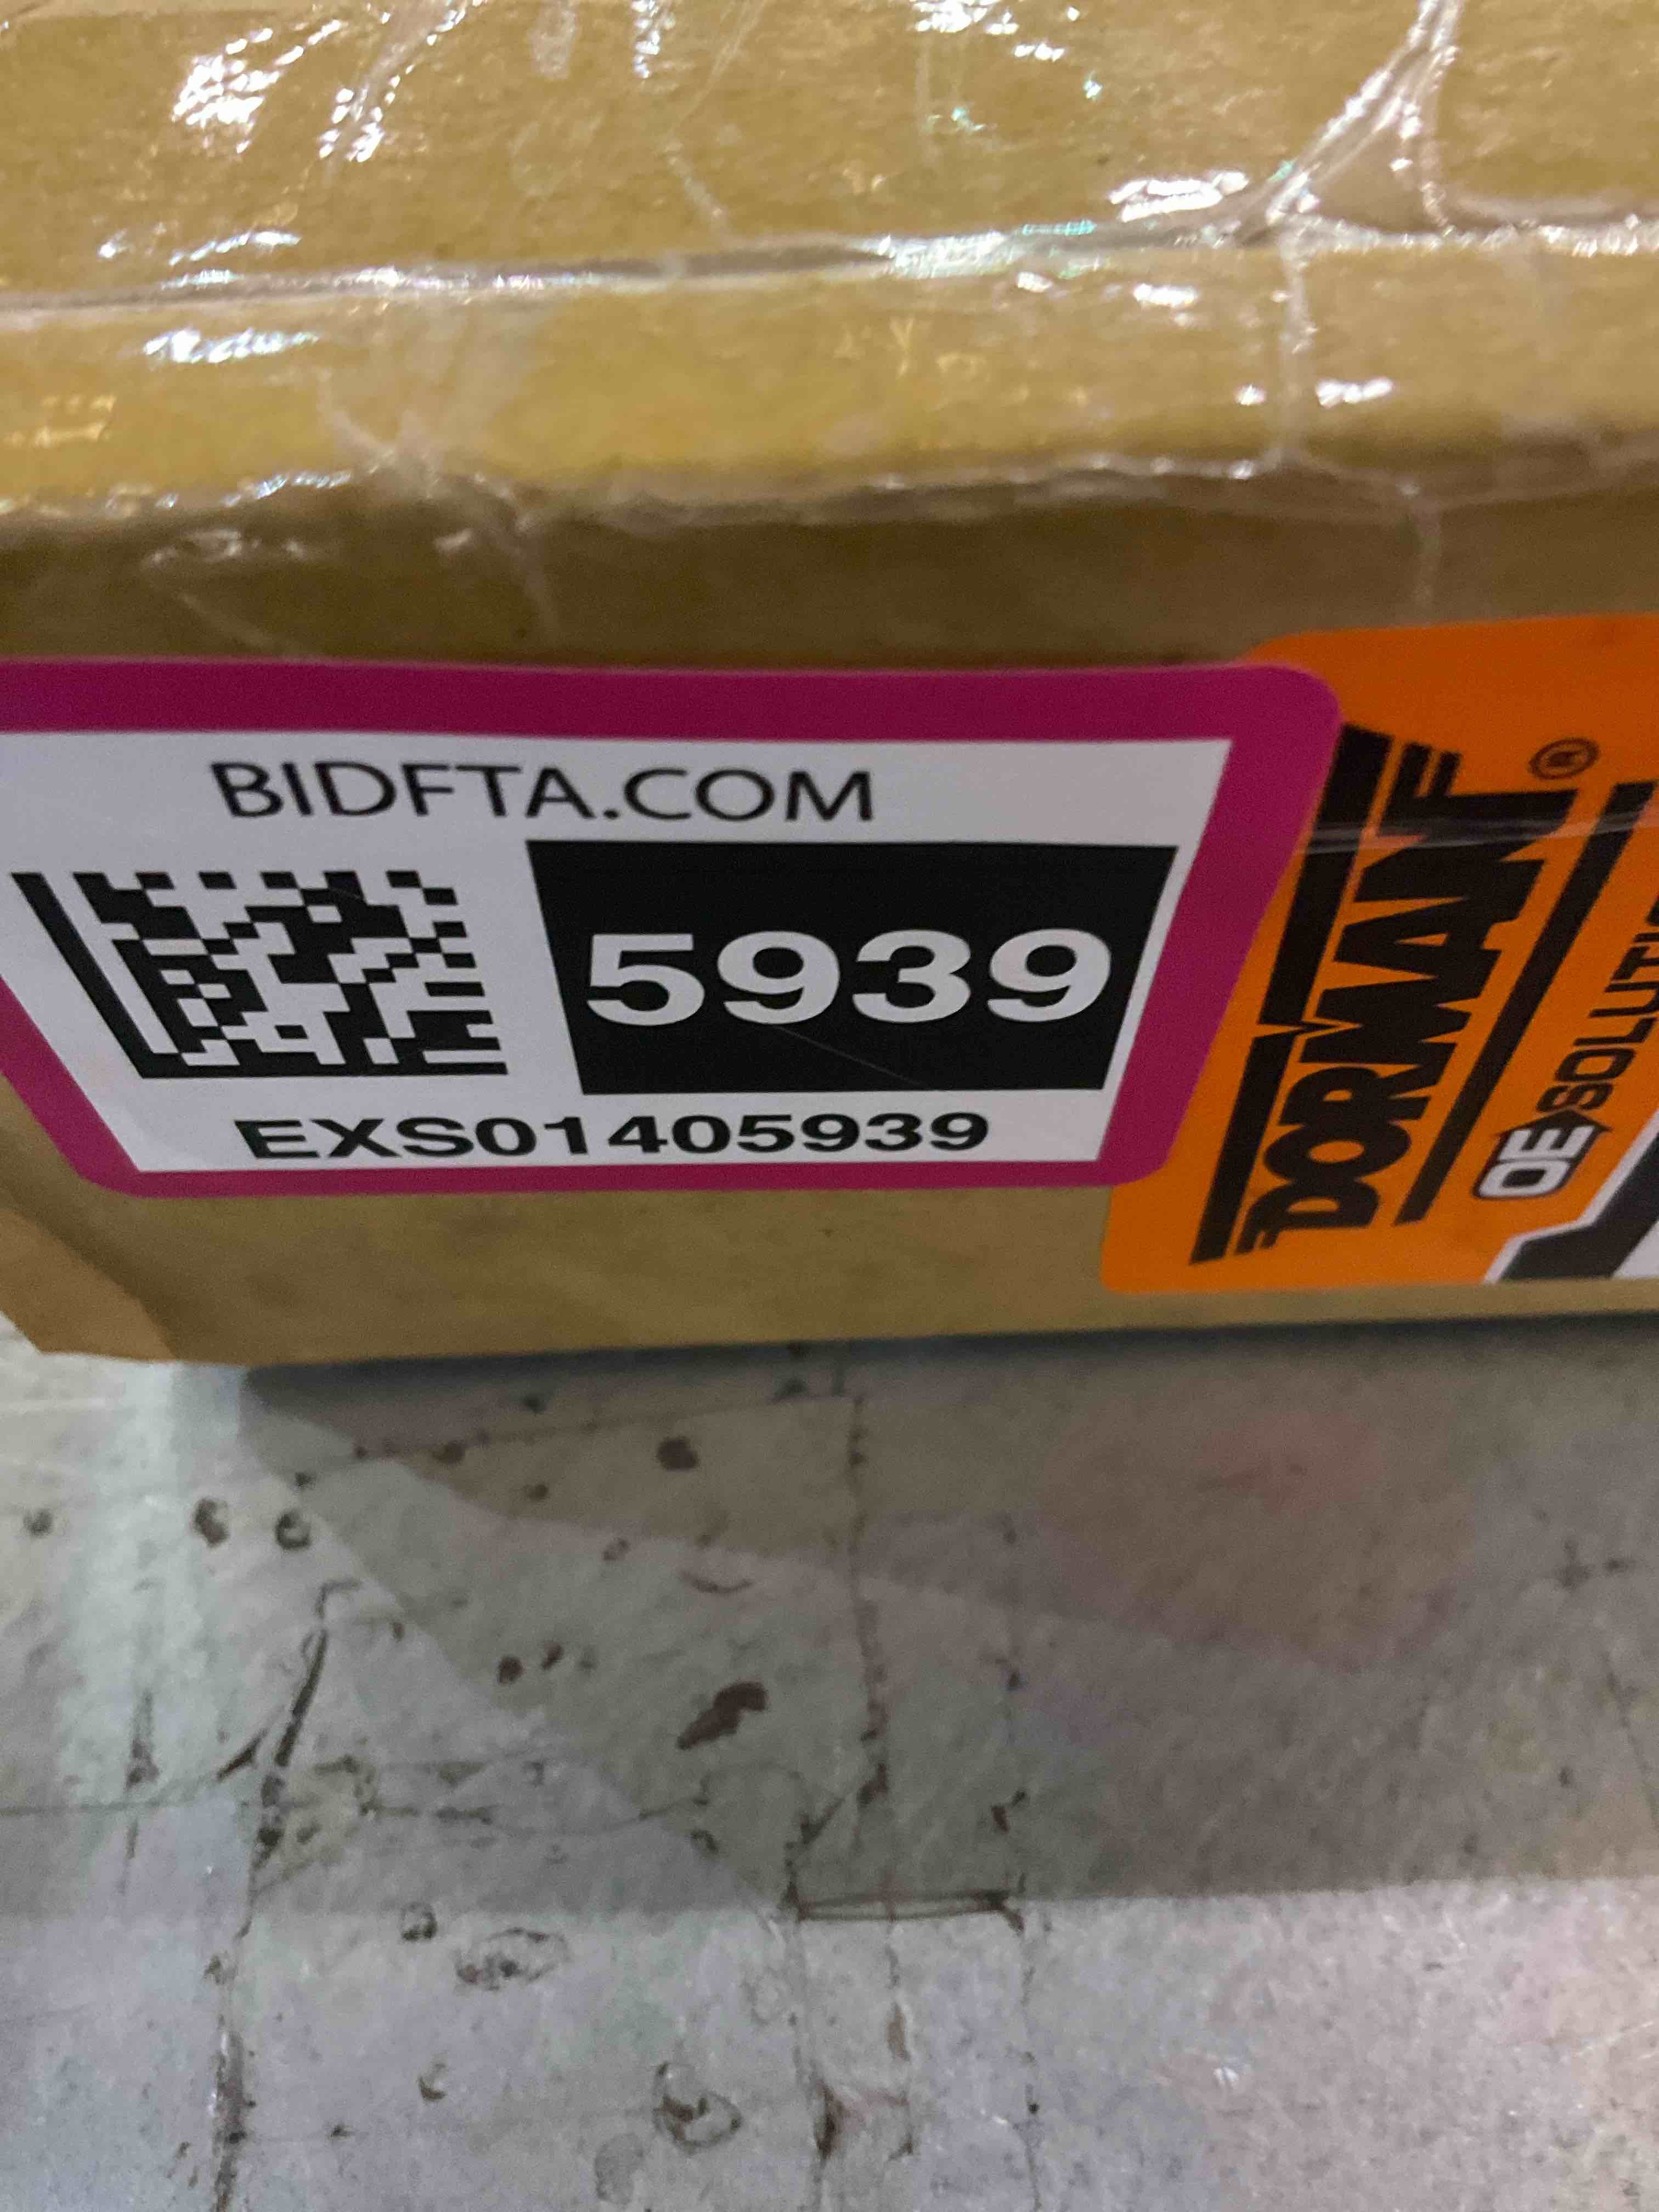 BIDFTA.COM
5939
EXS01405939
DORMAN®
OE SOLUTI